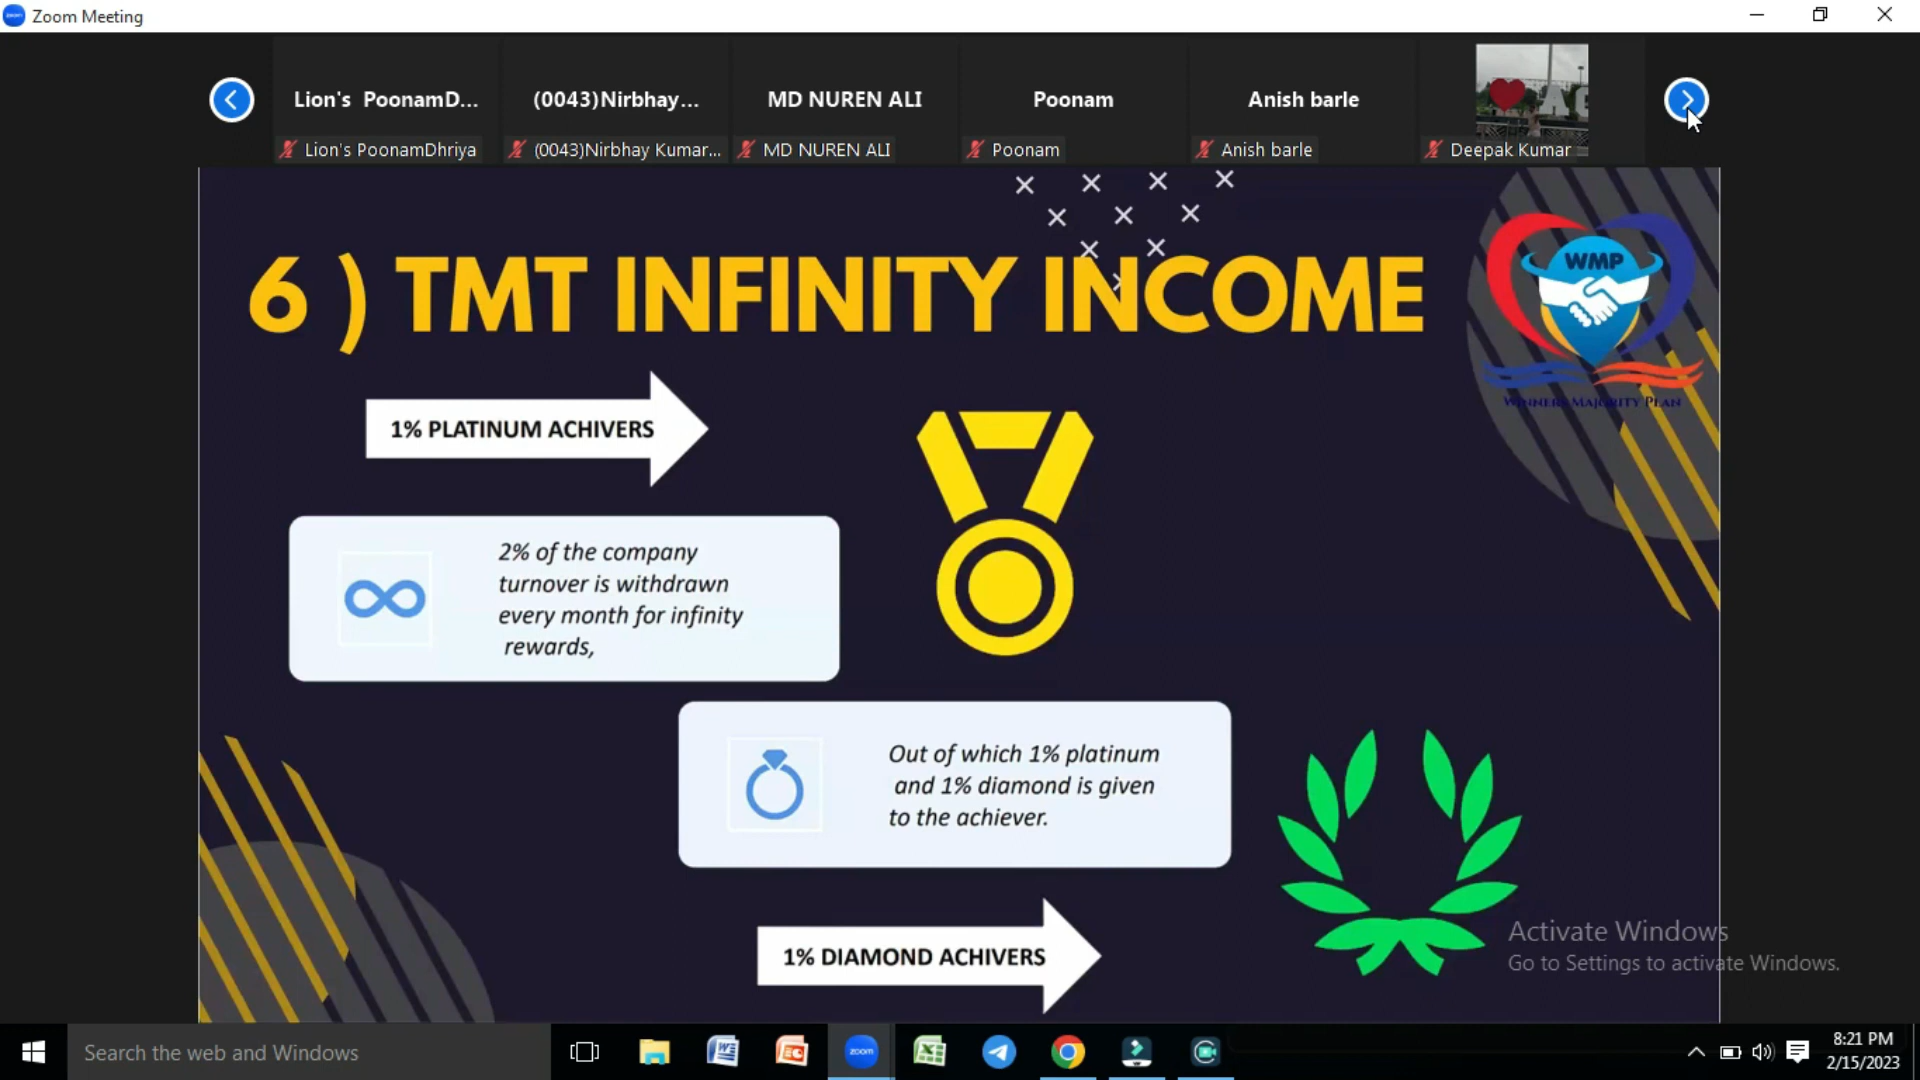 Zoom Meeting
Lion's PoonamD...
(0043)Nirbhay...
MD NUREN ALI
Poonam
Anish barle
Lion's PoonamDhriya
(0043)Nirbhay Kumar...
MD NUREN ALI
Poonam
Anish barle
Deepak Kumar
6 ) TMT INFINITY INCOME
WMP
WINNERS MAJORITY PLAN
1% PLATINUM ACHIVERS
2% of the company
turnover is withdrawn
every month for infinity
rewards,
Out of which 1% platinum
and 1% diamond is given
to the achiever.
1% DIAMOND ACHIVERS
Activate Windows
Go to Settings to activate Windows.
Search the web and Windows
zoom
8:21 PM
2/15/2023